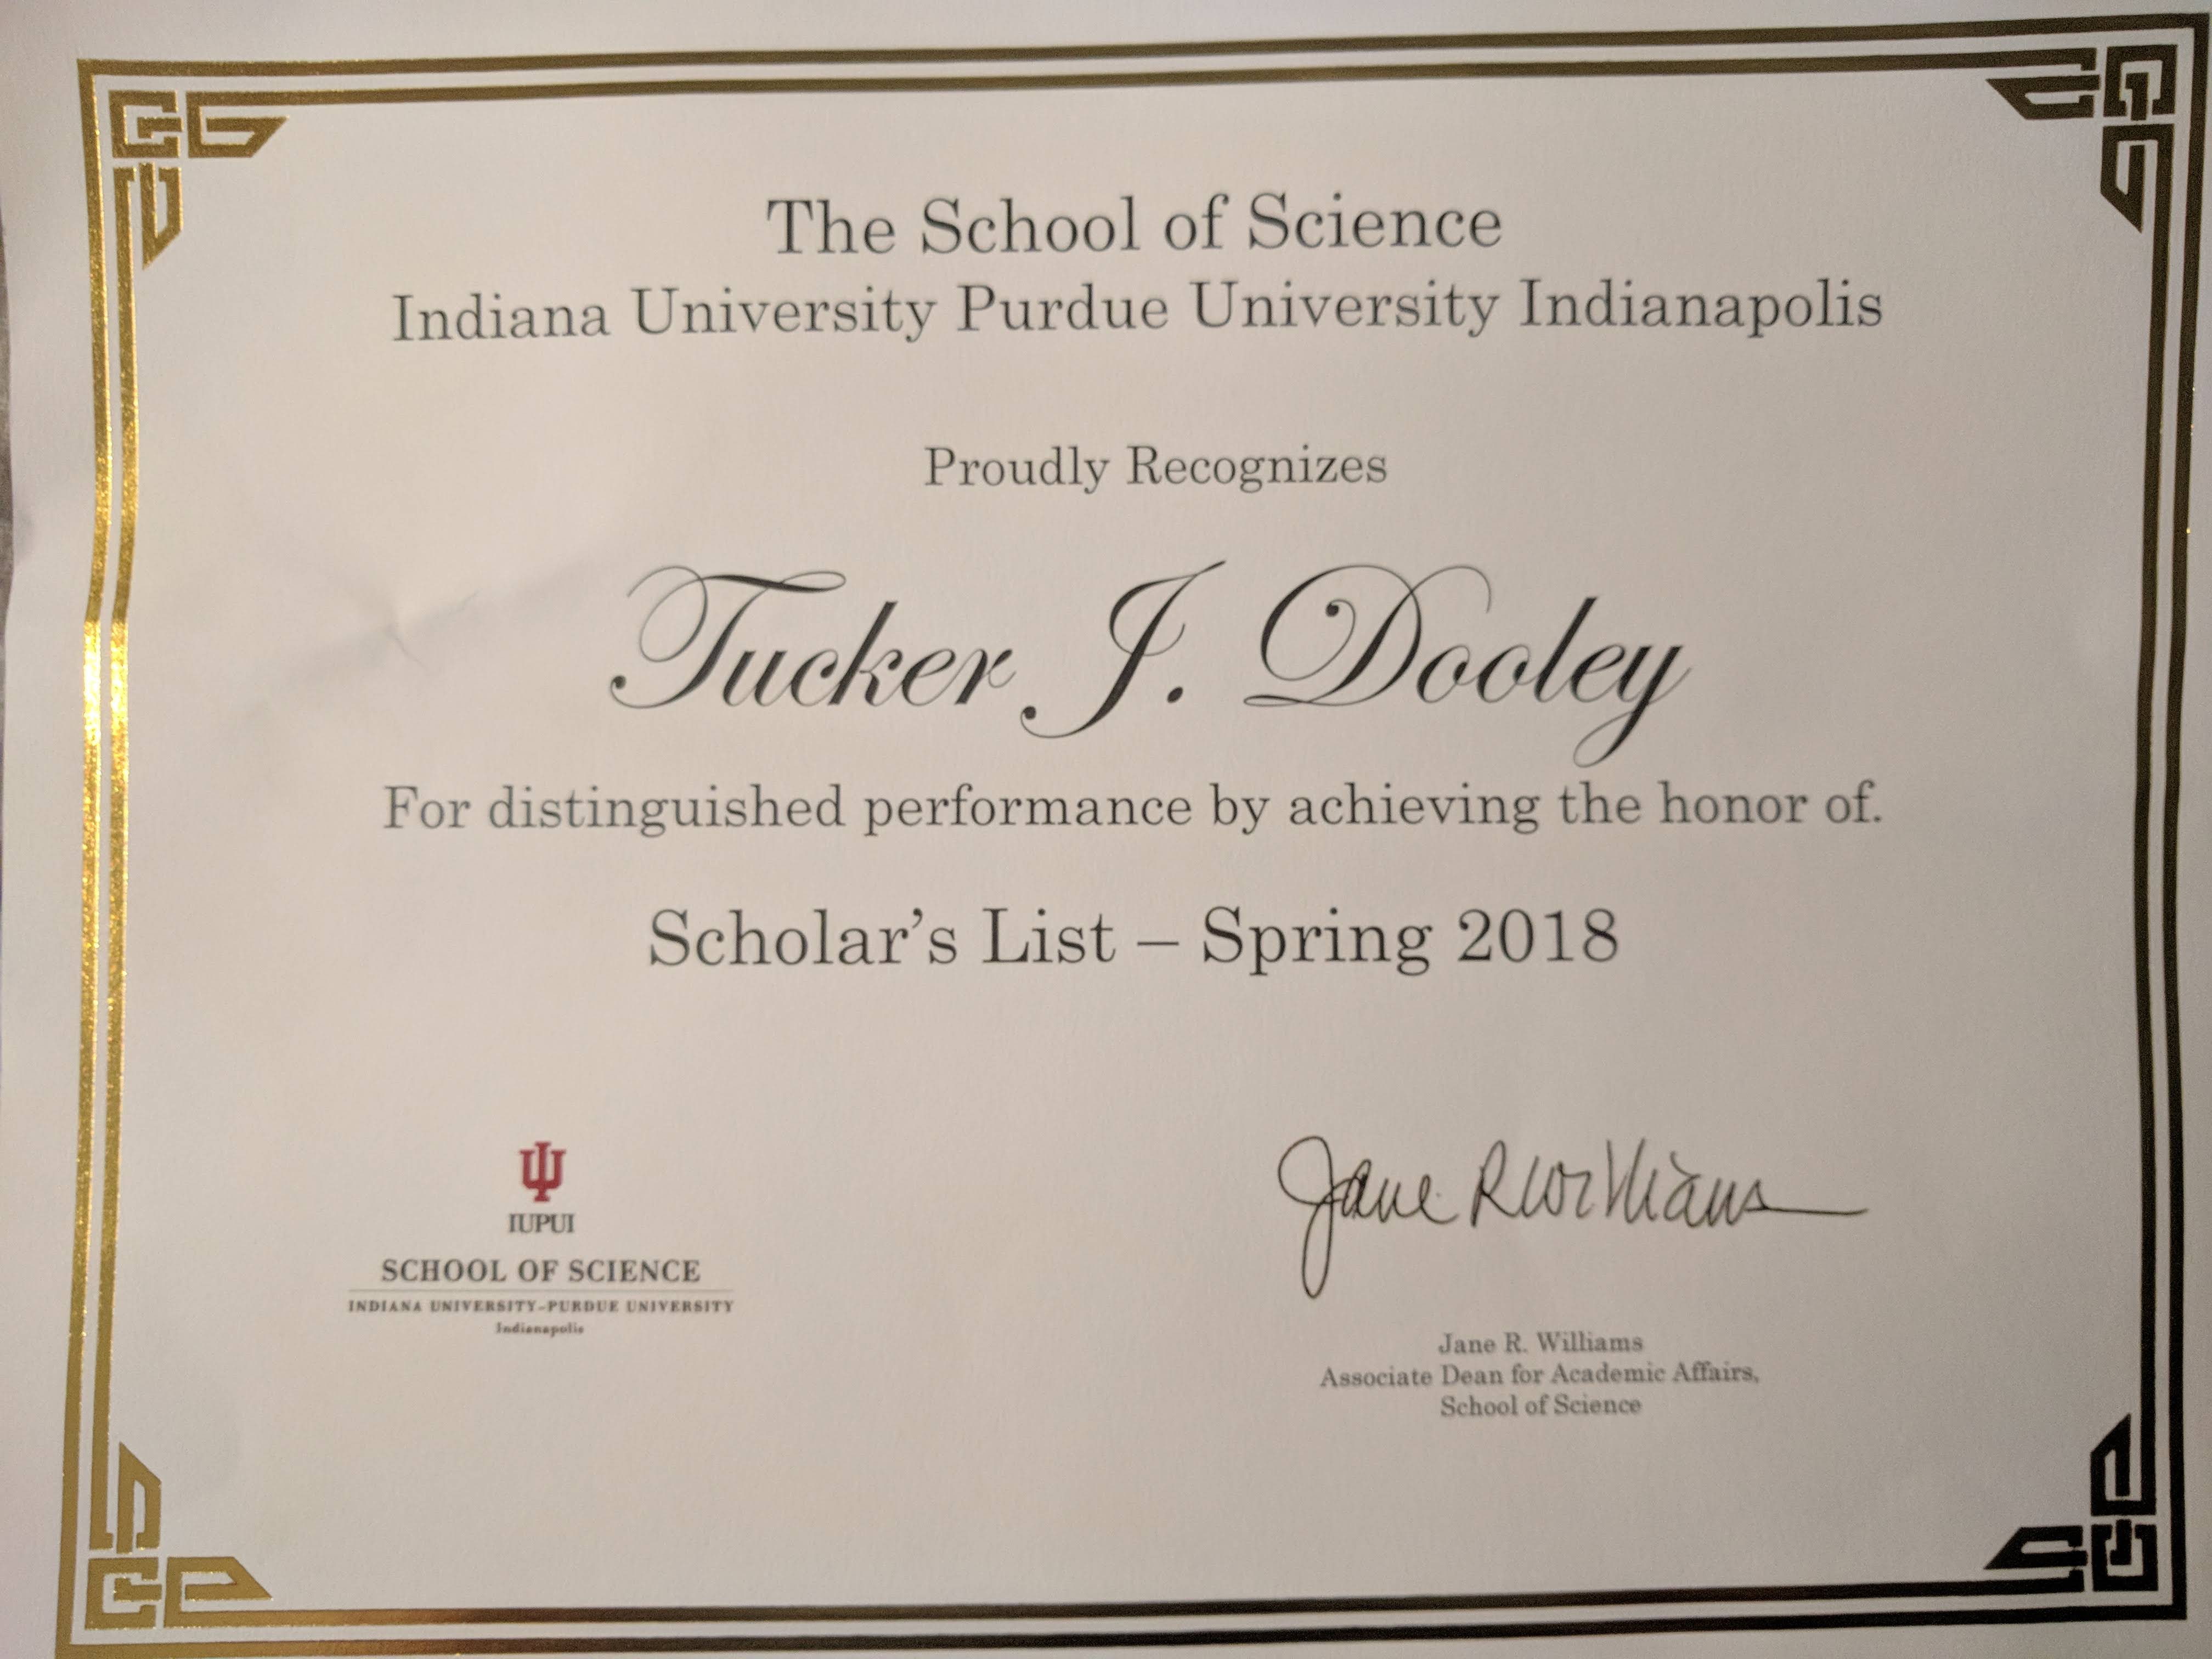 The School of Science
Indiana University Purdue University Indianapolis
Proudly Recognizes
Tucker J. Dooley
For distinguished performance by achieving the honor of.
Scholar's List – Spring 2018
IUPUI
SCHOOL OF SCIENCE
INDIANA UNIVERSITY–PURDUE UNIVERSITY
Indianapolis
Jane R Williams
Jane R. Williams
Associate Dean for Academic Affairs,
School of Science